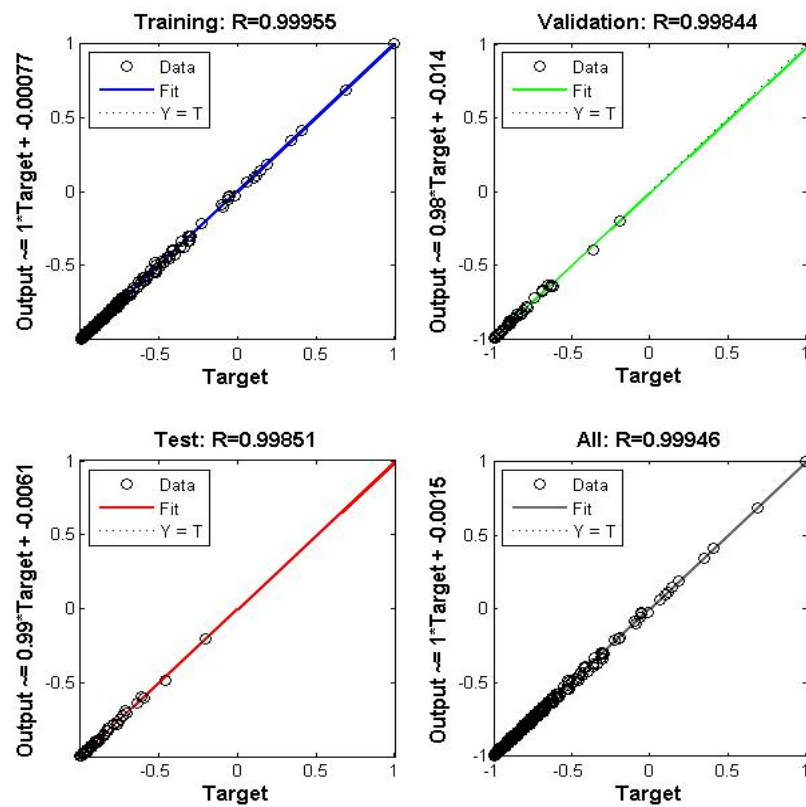 Training: R=0.99955
Output ~= 1*Target + -0.00077
1
0.5
0
-0.5
Data
Fit
Y = T
-0.5 0 0.5 1
Target
Validation: R=0.99844
Output ~= 0.98*Target + -0.014
1
0.5
0
-0.5
-1
Data
Fit
Y = T
-1 -0.5 0 0.5 1
Target
Test: R=0.99851
Output ~= 0.99*Target + -0.0061
1
0.5
0
-0.5
Data
Fit
Y = T
-0.5 0 0.5 1
Target
All: R=0.99946
Output ~= 1*Target + -0.0015
1
0.5
0
-0.5
-1
Data
Fit
Y = T
-1 -0.5 0 0.5 1
Target